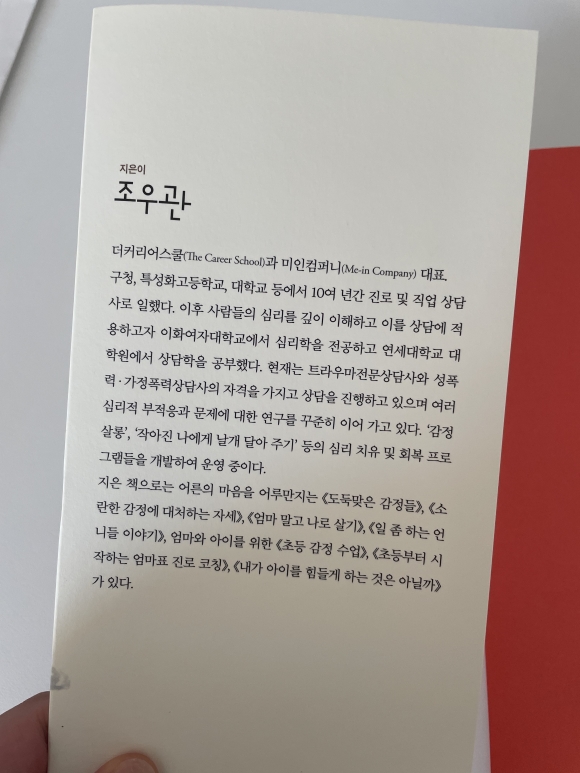 지은이
조우관
더커리어스쿨(The Career School)과 미인컴퍼니(Me-in Company) 대표.
구청, 특성화고등학교, 대학교 등에서 10여 년간 진로 및 직업 상담
사로 일했다. 이후 사람들의 심리를 깊이 이해하고 이를 상담에 적
용하고자 이화여자대학교에서 심리학을 전공하고 연세대학교 대
학원에서 상담학을 공부했다. 현재는 트라우마전문상담사와 성폭
력·가정폭력상담사의 자격을 가지고 상담을 진행하고 있으며 여러
심리적 부적응과 문제에 대한 연구를 꾸준히 이어 가고 있다. ‘감정
살롱’, ‘작아진 나에게 날개 달아 주기’ 등의 심리 치유 및 회복 프로
그램들을 개발하여 운영 중이다.
지은 책으로는 어른의 마음을 어루만지는 《도둑맞은 감정들》, 《소
란한 감정에 대처하는 자세》, 《엄마 말고 나로 살기》, 《일 좀 하는 언
니들 이야기》, 엄마와 아이를 위한 《초등 감정 수업》, 《초등부터 시
작하는 엄마표 진로 코칭》, 《내가 아이를 힘들게 하는 것은 아닐까》
가 있다.